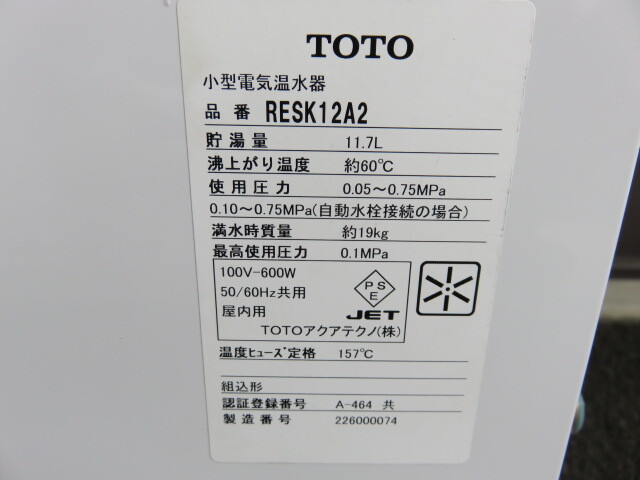 TOTO
小型電気温水器
品番 RESK12A2
貯湯量 11.7L
沸上がり温度 約60℃
使用圧力 0.05～0.75MPa
0.10～0.75MPa(自動水栓接続の場合)
満水時質量 約19kg
最高使用圧力 0.1MPa
100V-600W
50/60Hz共用
屋内用
PSE
JET
TOTOアクアテクノ(株)
温度ﾋｭｰｽﾞ定格 157℃
組込形
認証登録番号 A-464 共
製造番号 226000074